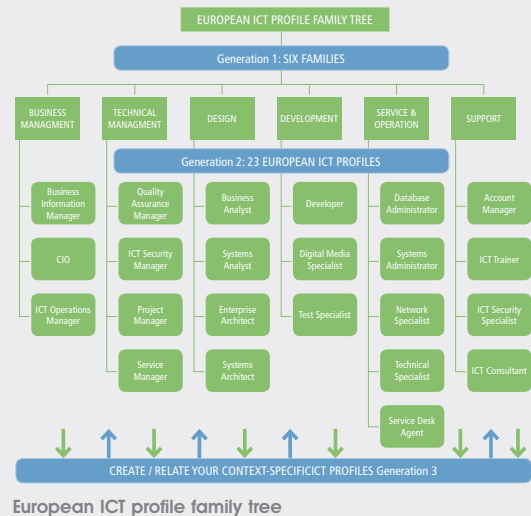 EUROPEAN ICT PROFILE FAMILY TREE
Generation 1: SIX FAMILIES
BUSINESS
MANAGMENT
TECHNICAL
MANAGMENT
DESIGN
DEVELOPMENT
SERVICE &
OPERATION
SUPPORT
Generation 2: 23 EUROPEAN ICT PROFILES
Business
Information
Manager
Quality
Assurance
Manager
Business
Analyst
Developer
Database
Administrator
Account
Manager
CIO
ICT Security
Manager
Systems
Analyst
Digital Media
Specialist
Systems
Administrator
ICT Trainer
ICT Operations
Manager
Project
Manager
Enterprise
Architect
Test Specialist
Network
Specialist
ICT Security
Specialist
Service
Manager
Systems
Architect
Technical
Specialist
ICT Consultant
Service Desk
Agent
CREATE / RELATE YOUR CONTEXT-SPECIFICICT PROFILES Generation 3
European ICT profile family tree